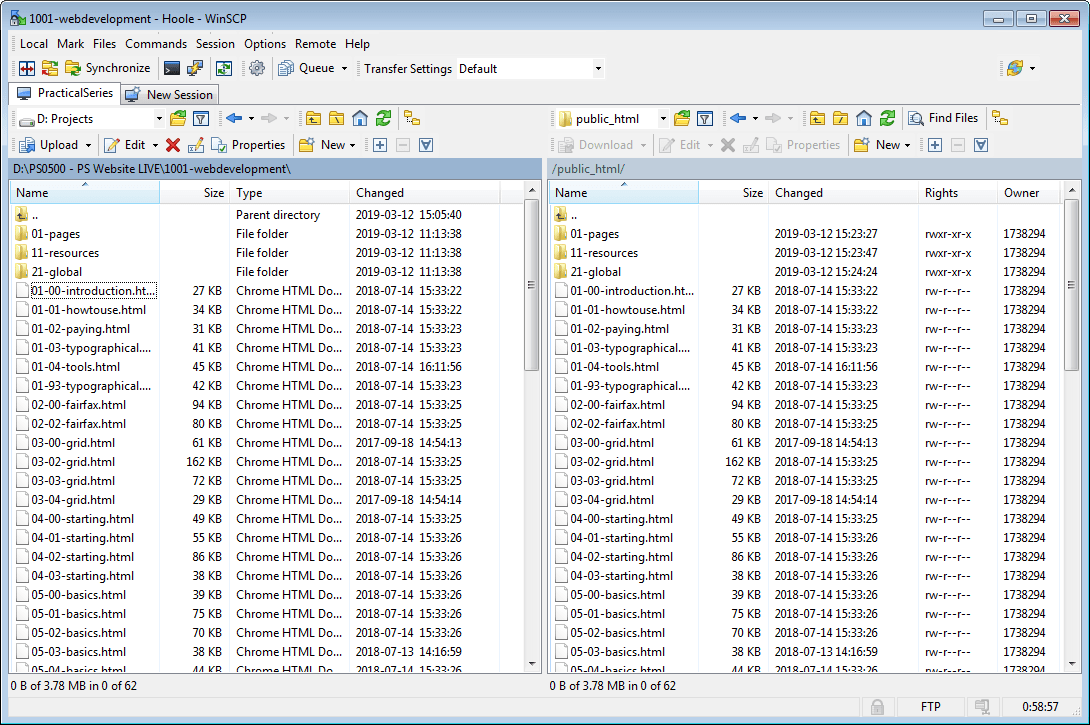 1001-webdevelopment - Hoole - WinSCP
Local Mark Files Commands Session Options Remote Help
Synchronize Queue Transfer Settings Default
PracticalSeries New Session
D: Projects public_html Find Files
Upload Edit Properties New Download Edit Properties New
D:\PS0500 - PS Website LIVE\1001-webdevelopment\ /public_html/
Name Size Type Changed Name Size Changed Rights Owner
.. Parent directory 2019-03-12 15:05:40 ..
01-pages File folder 2019-03-12 11:13:38 01-pages 2019-03-12 15:23:27 rwxr-xr-x 1738294
11-resources File folder 2019-03-12 11:13:38 11-resources 2019-03-12 15:23:47 rwxr-xr-x 1738294
21-global File folder 2019-03-12 11:13:38 21-global 2019-03-12 15:24:24 rwxr-xr-x 1738294
01-00-introduction.ht... 27 KB Chrome HTML Do... 2018-07-14 15:33:22 01-00-introduction.ht... 27 KB 2018-07-14 15:33:22 rw-r--r-- 1738294
01-01-howtouse.html 34 KB Chrome HTML Do... 2018-07-14 15:33:22 01-01-howtouse.html 34 KB 2018-07-14 15:33:22 rw-r--r-- 1738294
01-02-paying.html 31 KB Chrome HTML Do... 2018-07-14 15:33:23 01-02-paying.html 31 KB 2018-07-14 15:33:23 rw-r--r-- 1738294
01-03-typographical.... 41 KB Chrome HTML Do... 2018-07-14 15:33:23 01-03-typographical.... 41 KB 2018-07-14 15:33:23 rw-r--r-- 1738294
01-04-tools.html 45 KB Chrome HTML Do... 2018-07-14 16:11:56 01-04-tools.html 45 KB 2018-07-14 16:11:56 rw-r--r-- 1738294
01-93-typographical.... 42 KB Chrome HTML Do... 2018-07-14 15:33:23 01-93-typographical.... 42 KB 2018-07-14 15:33:23 rw-r--r-- 1738294
02-00-fairfax.html 94 KB Chrome HTML Do... 2018-07-14 15:33:25 02-00-fairfax.html 94 KB 2018-07-14 15:33:25 rw-r--r-- 1738294
02-02-fairfax.html 80 KB Chrome HTML Do... 2018-07-14 15:33:25 02-02-fairfax.html 80 KB 2018-07-14 15:33:25 rw-r--r-- 1738294
03-00-grid.html 61 KB Chrome HTML Do... 2017-09-18 14:54:13 03-00-grid.html 61 KB 2017-09-18 14:54:13 rw-r--r-- 1738294
03-02-grid.html 162 KB Chrome HTML Do... 2018-07-14 15:33:25 03-02-grid.html 162 KB 2018-07-14 15:33:25 rw-r--r-- 1738294
03-03-grid.html 72 KB Chrome HTML Do... 2018-07-14 15:33:25 03-03-grid.html 72 KB 2018-07-14 15:33:25 rw-r--r-- 1738294
03-04-grid.html 29 KB Chrome HTML Do... 2017-09-18 14:54:14 03-04-grid.html 29 KB 2017-09-18 14:54:14 rw-r--r-- 1738294
04-00-starting.html 49 KB Chrome HTML Do... 2018-07-14 15:33:25 04-00-starting.html 49 KB 2018-07-14 15:33:25 rw-r--r-- 1738294
04-01-starting.html 55 KB Chrome HTML Do... 2018-07-14 15:33:26 04-01-starting.html 55 KB 2018-07-14 15:33:26 rw-r--r-- 1738294
04-02-starting.html 86 KB Chrome HTML Do... 2018-07-14 15:33:26 04-02-starting.html 86 KB 2018-07-14 15:33:26 rw-r--r-- 1738294
04-03-starting.html 38 KB Chrome HTML Do... 2018-07-14 15:33:26 04-03-starting.html 38 KB 2018-07-14 15:33:26 rw-r--r-- 1738294
05-00-basics.html 39 KB Chrome HTML Do... 2018-07-14 15:33:26 05-00-basics.html 39 KB 2018-07-14 15:33:26 rw-r--r-- 1738294
05-01-basics.html 75 KB Chrome HTML Do... 2018-07-14 15:33:26 05-01-basics.html 75 KB 2018-07-14 15:33:26 rw-r--r-- 1738294
05-02-basics.html 70 KB Chrome HTML Do... 2018-07-14 15:33:26 05-02-basics.html 70 KB 2018-07-14 15:33:26 rw-r--r-- 1738294
05-03-basics.html 38 KB Chrome HTML Do... 2018-07-13 14:16:59 05-03-basics.html 38 KB 2018-07-13 14:16:59 rw-r--r-- 1738294
05-04-basics.html 44 KB Chrome HTML Do... 2018-07-14 15:33:26 05-04-basics.html 44 KB 2018-07-14 15:33:26 rw-r--r-- 1738294
0 B of 3.78 MB in 0 of 62 0 B of 3.78 MB in 0 of 62
FTP 0:58:57